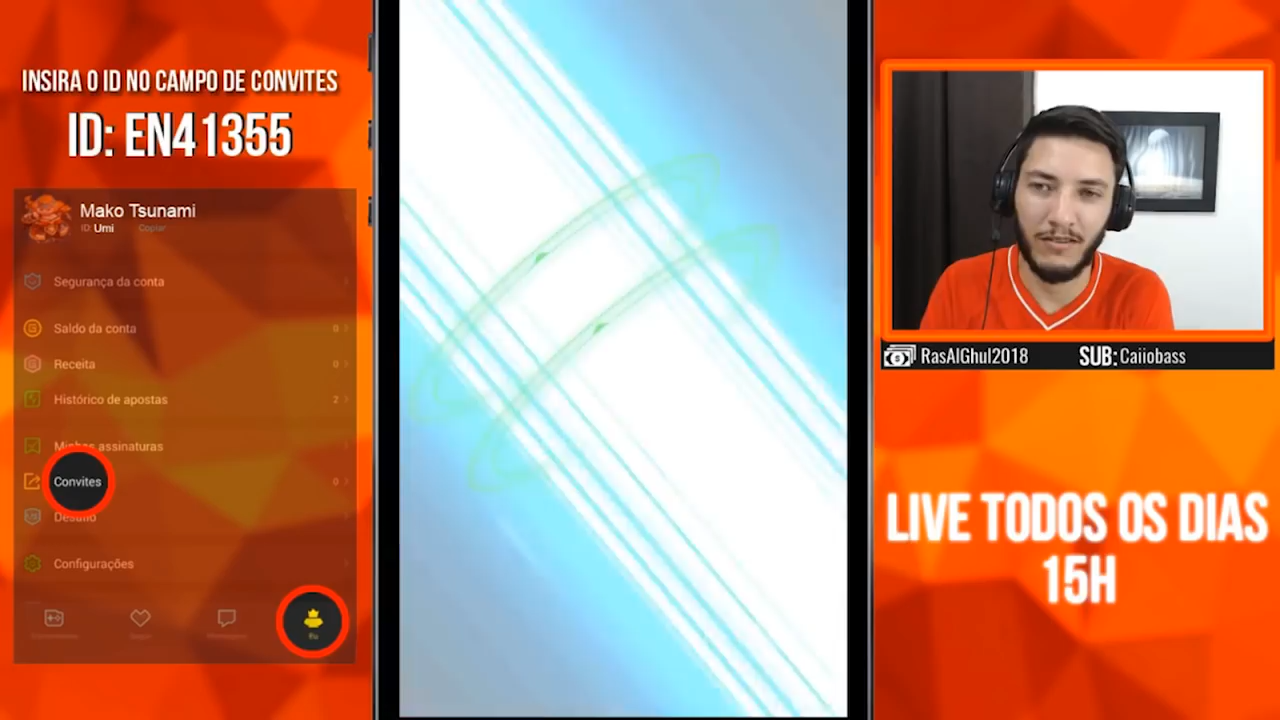 INSIRA O ID NO CAMPO DE CONVITES
ID: EN41355
Mako Tsunami
ID: Umi Copiar
Segurança da conta
Saldo da conta 0
Receita 0
Histórico de apostas 2
Minhas assinaturas
Convites 0
Desafio
Configurações
Eu
RasAlGhul2018 SUB: Caiiobass
LIVE TODOS OS DIAS
15H